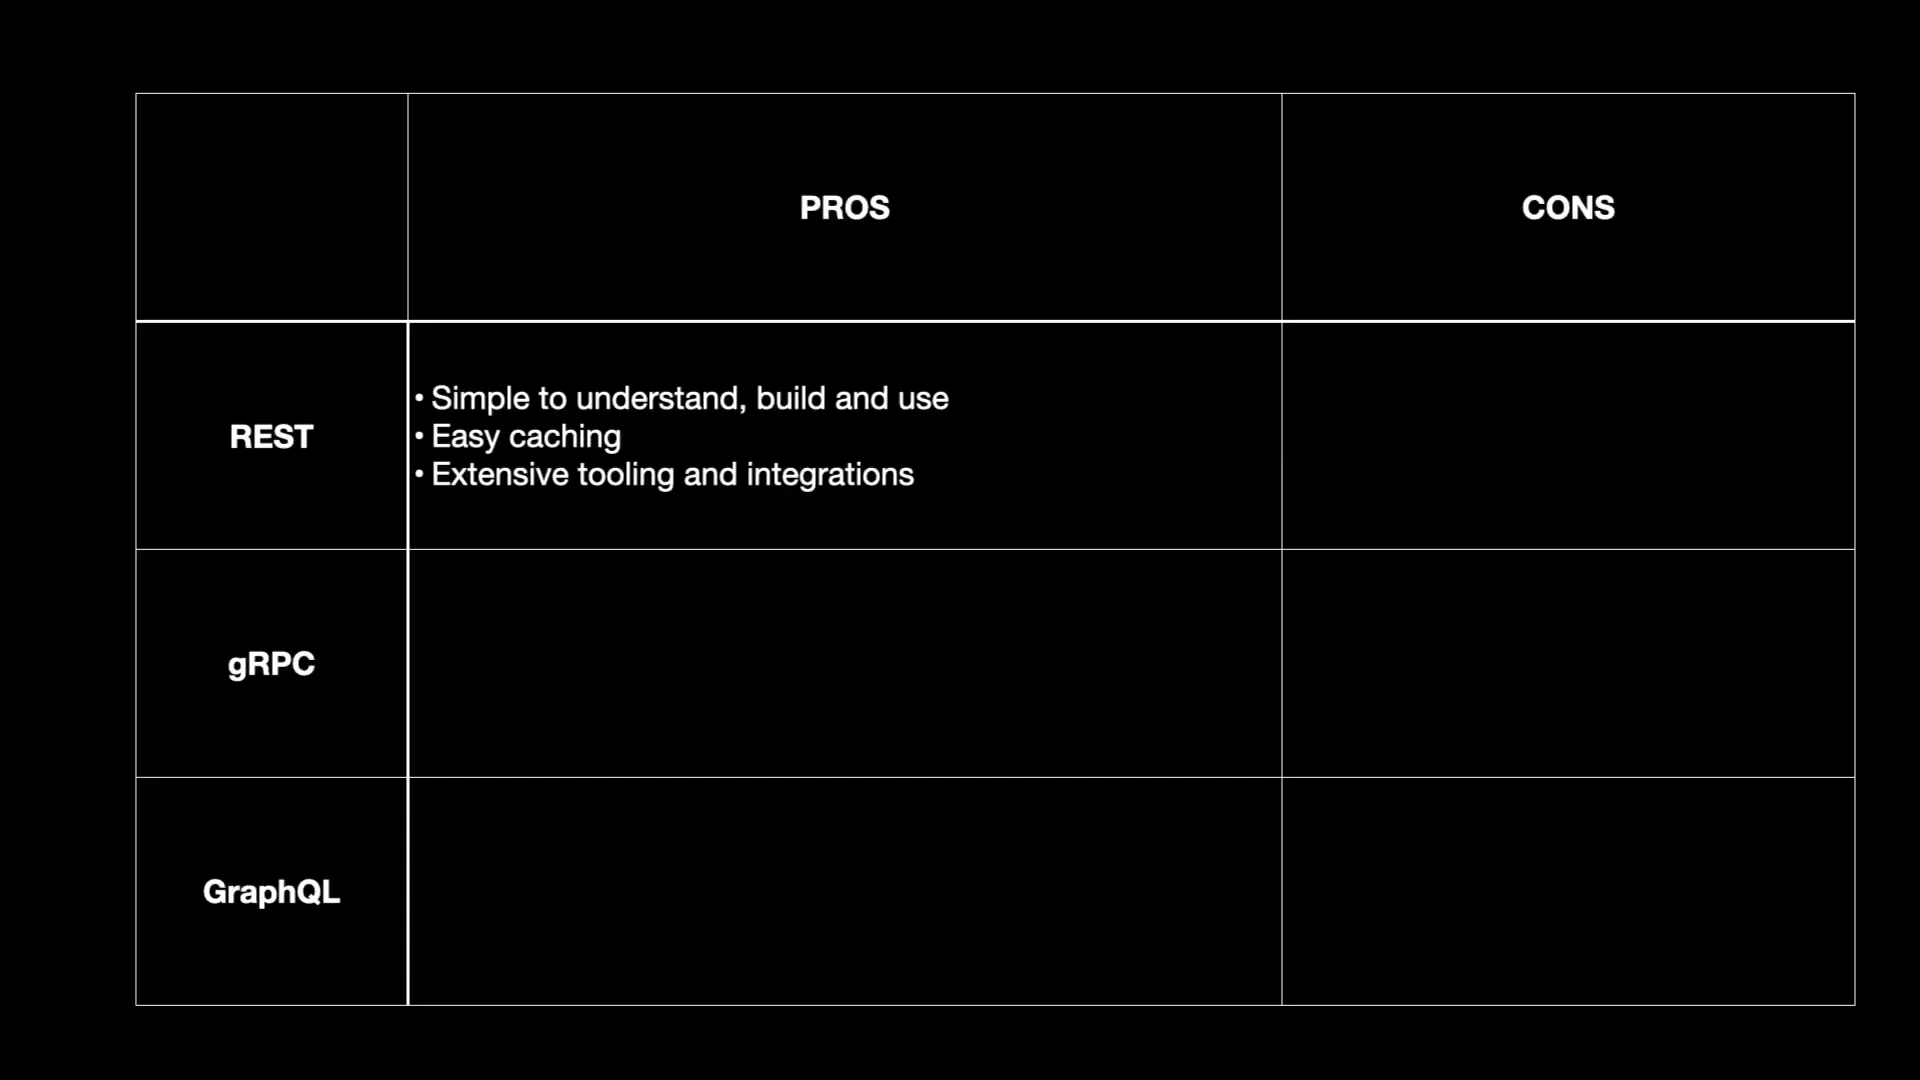 PROS
CONS
REST
• Simple to understand, build and use
• Easy caching
• Extensive tooling and integrations
gRPC
GraphQL